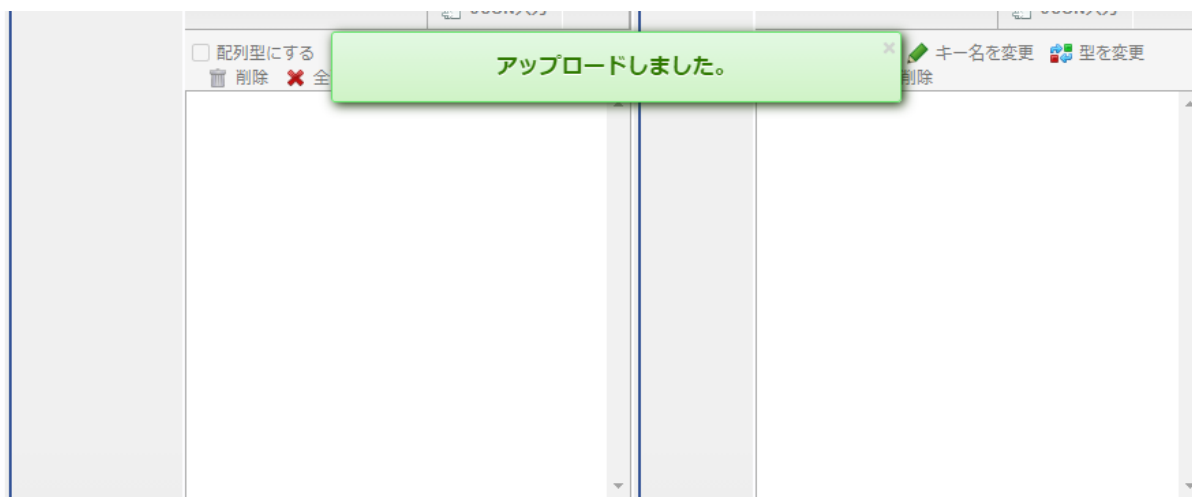 配列型にする
削除 全
アップロードしました。
キー名を変更 型を変更
削除